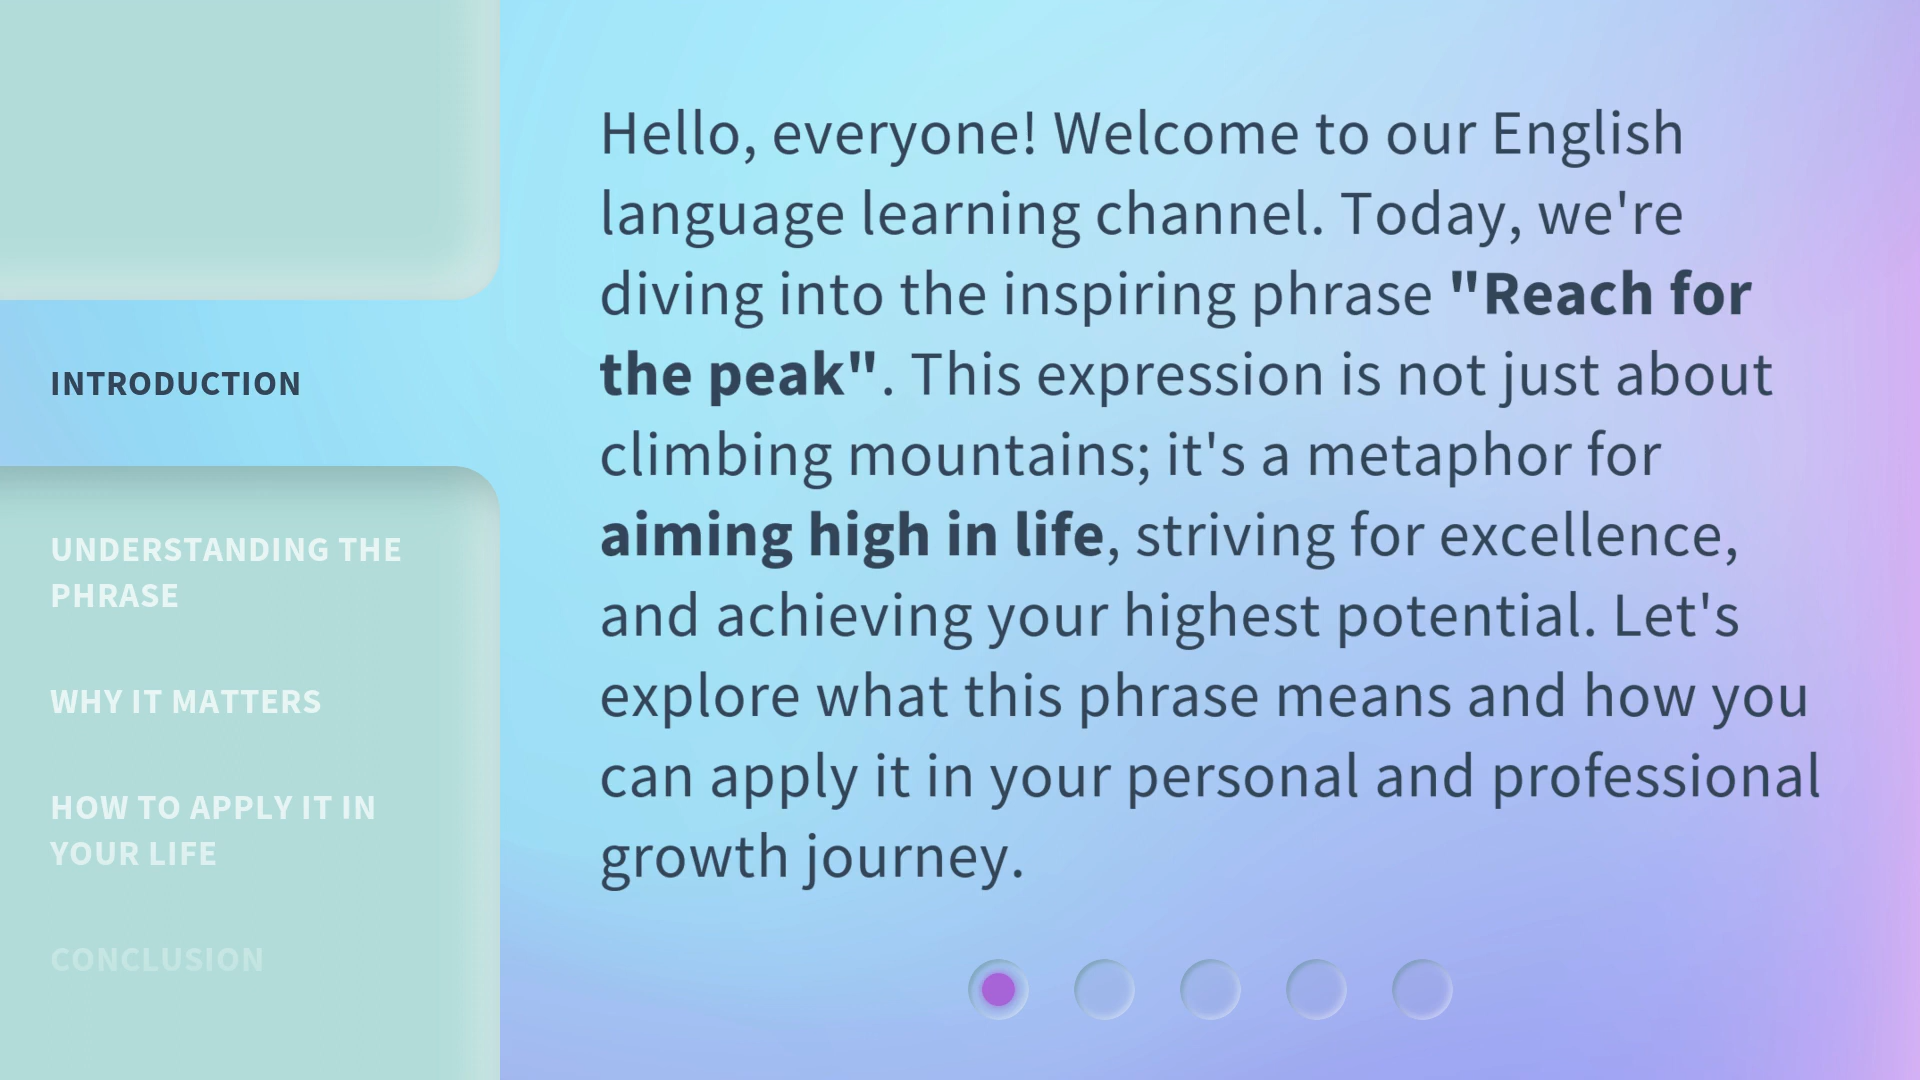 INTRODUCTION
UNDERSTANDING THE
PHRASE
WHY IT MATTERS
HOW TO APPLY IT IN
YOUR LIFE
CONCLUSION
Hello, everyone! Welcome to our English
language learning channel. Today, we're
diving into the inspiring phrase "Reach for
the peak". This expression is not just about
climbing mountains; it's a metaphor for
aiming high in life, striving for excellence,
and achieving your highest potential. Let's
explore what this phrase means and how you
can apply it in your personal and professional
growth journey.